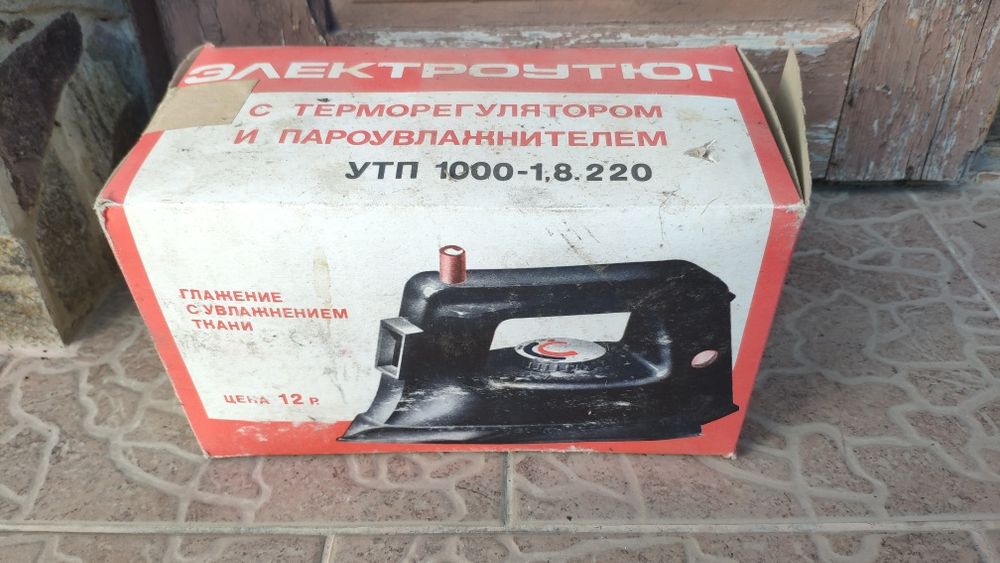 ЭЛЕКТРОУТЮГ
С ТЕРМОРЕГУЛЯТОРОМ
И ПАРОУВЛАЖНИТЕЛЕМ
УТП 1000-1,8.220
ГЛАЖЕНИЕ
С УВЛАЖНЕНИЕМ
ТКАНИ
ЦЕНА 12 Р.